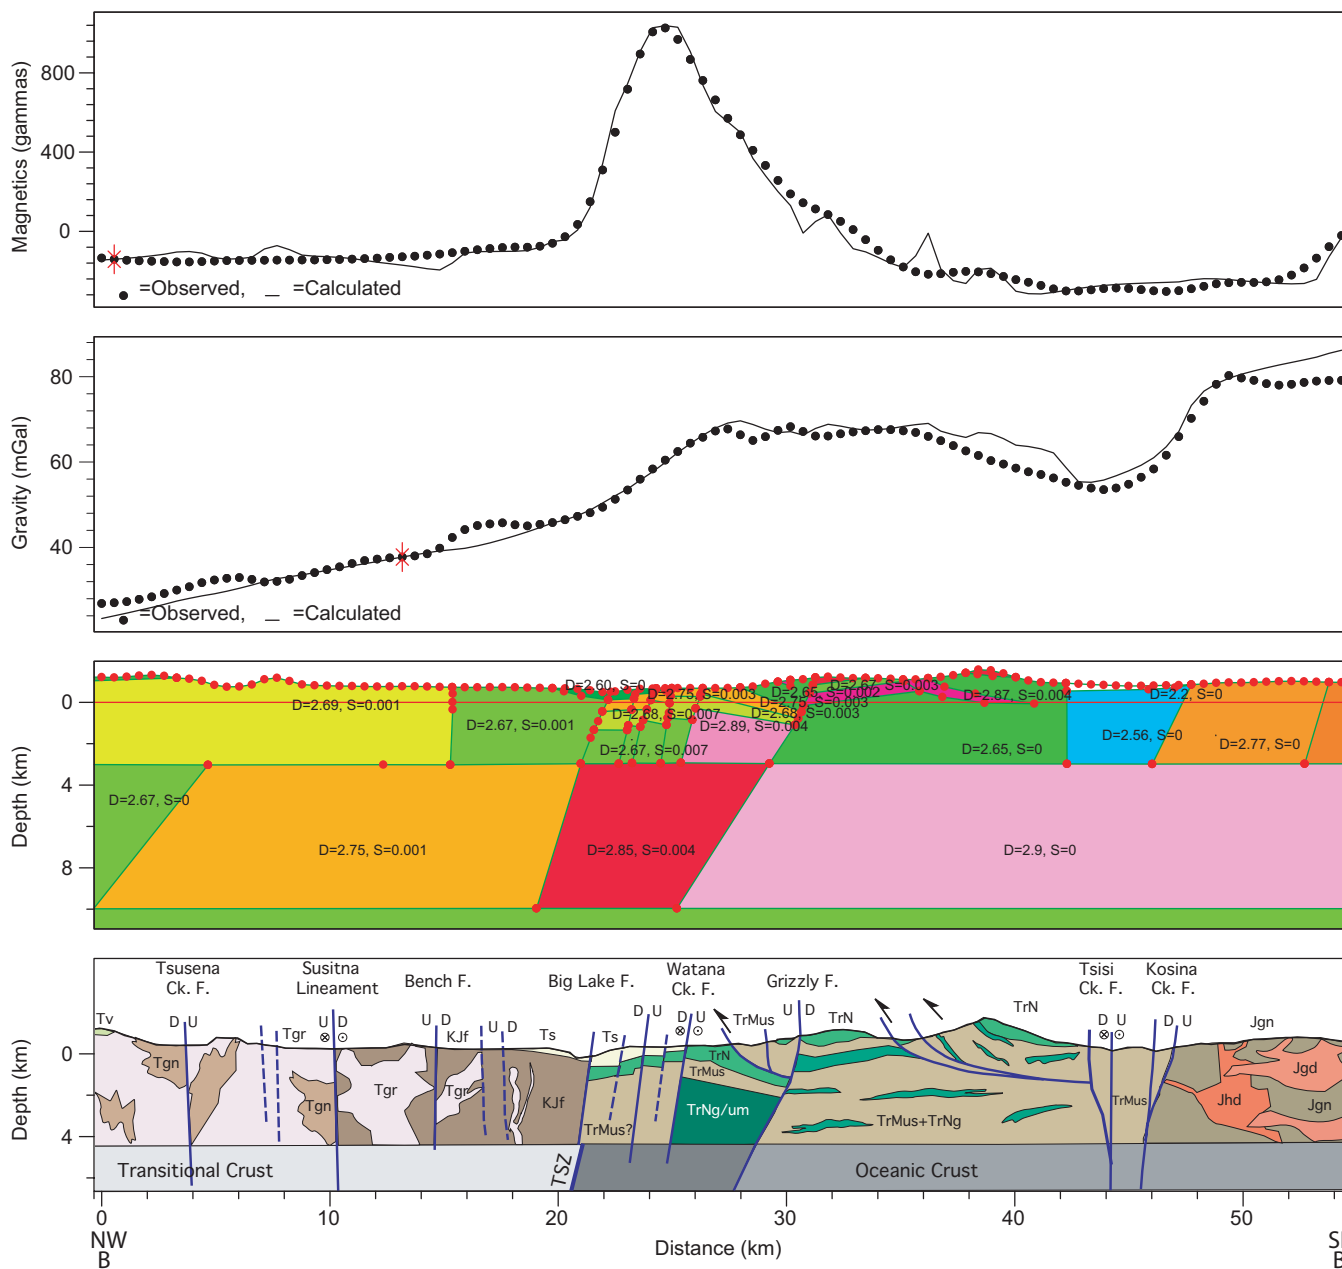 800
400
0
Magnetics (gammas)
=Observed, =Calculated
80
60
40
Gravity (mGal)
=Observed, =Calculated
0
4
8
Depth (km)
D=2.60, S=0
D=2.69, S=0.001
D=2.67, S=0.001
D=2.75, S=0.003
D=2.68, S=0.007
D=2.67, S=0.007
D=2.89, S=0.004
D=2.65, S=0.002
D=2.67, S=0.003
D=2.75, S=0.003
D=2.68, S=0.003
D=2.87, S=0.004
D=2.65, S=0
D=2.2, S=0
D=2.56, S=0
D=2.77, S=0
D=2.67, S=0
D=2.75, S=0.001
D=2.85, S=0.004
D=2.9, S=0
Tsusena Ck. F.
Susitna Lineament
Bench F.
Big Lake F.
Watana Ck. F.
Grizzly F.
Tsisi Ck. F.
Kosina Ck. F.
Tv
D U
Tgr
U D
U D
KJf
U D
Ts
Ts
D U
D U
TrMus
U D
TrN
TrN
D U
D U
Jgn
Tgn
Tgn
Tgr
Tgr
KJf
TrN
TrMus
TrMus?
TrNg/um
TrMus+TrNg
TrMus
Jhd
Jgd
Jgn
0
4
Depth (km)
Transitional Crust
TSZ
Oceanic Crust
0
10
20
30
40
50
NW
B
Distance (km)
B